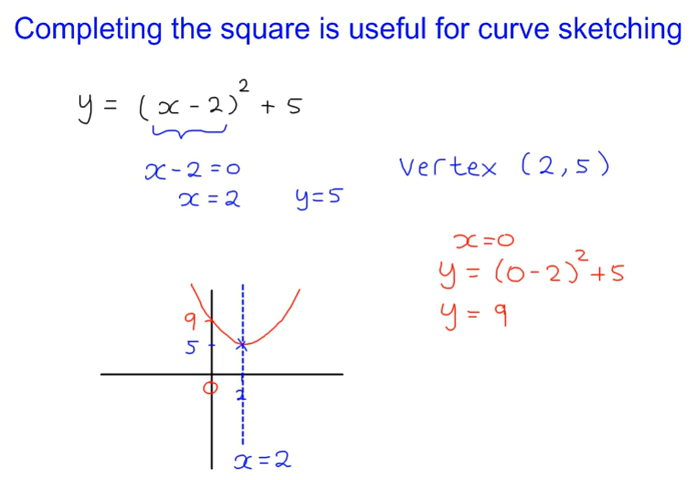 Completing the square is useful for curve sketching
y = (x - 2)² + 5
x - 2 = 0
x = 2 y = 5
vertex (2, 5)
x = 0
y = (0 - 2)² + 5
y = 9
9
5
0 2
x = 2